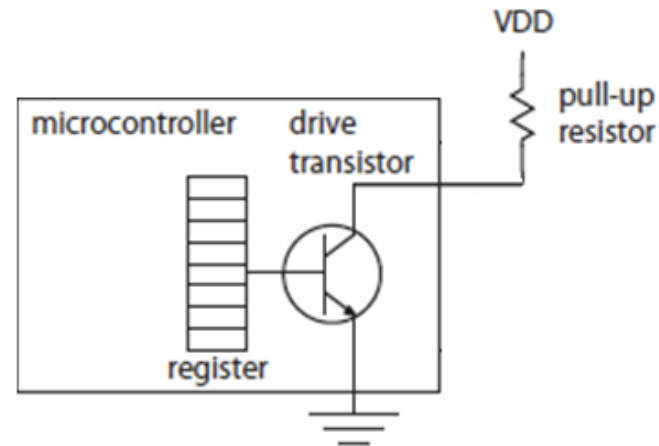 VDD
pull-up
resistor
microcontroller
drive
transistor
register